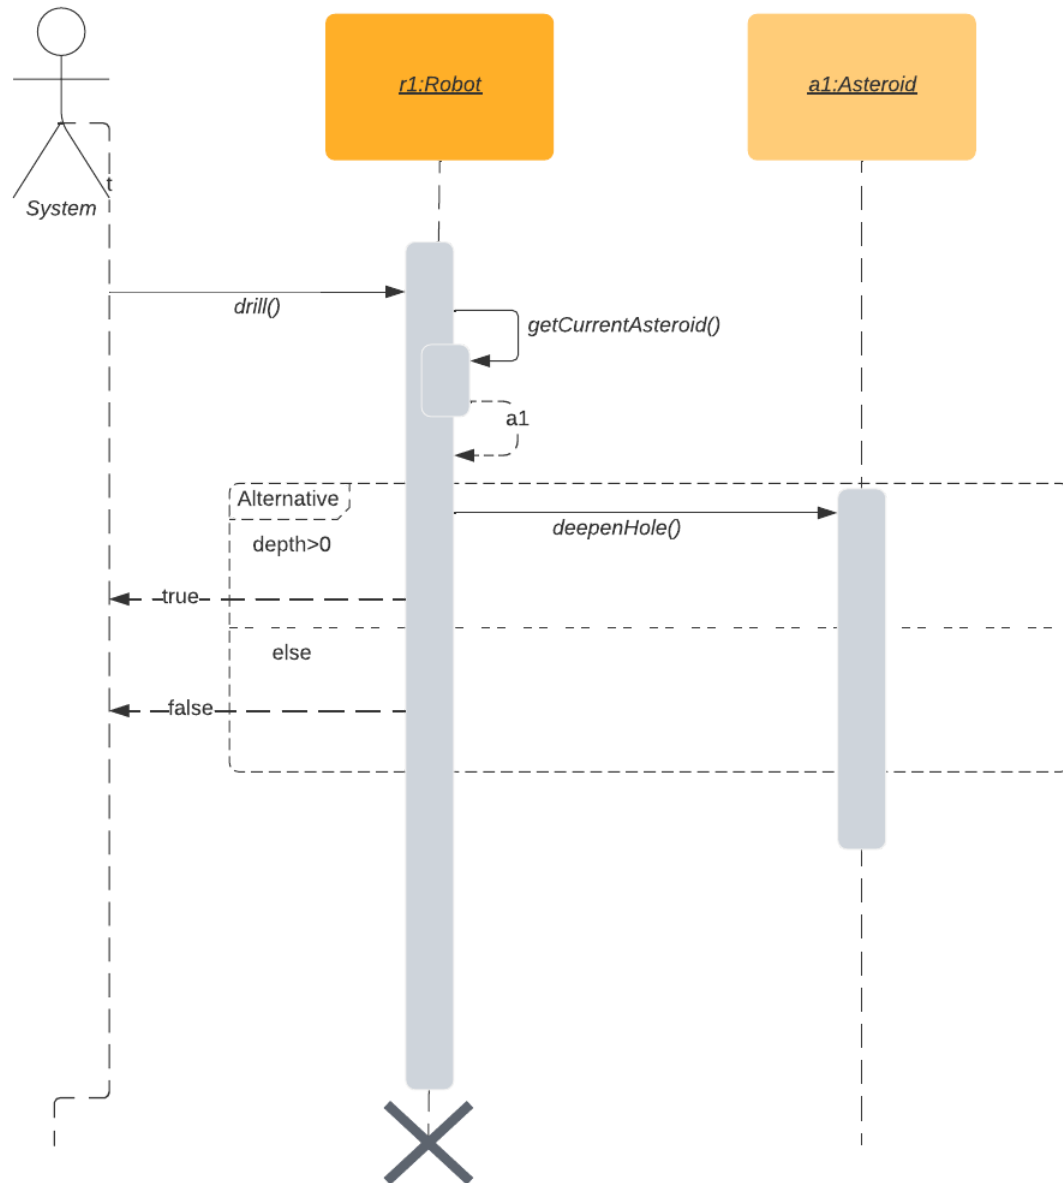 r1:Robot
a1:Asteroid
t
System
drill()
getCurrentAsteroid()
a1
Alternative
deepenHole()
depth>0
true
else
false